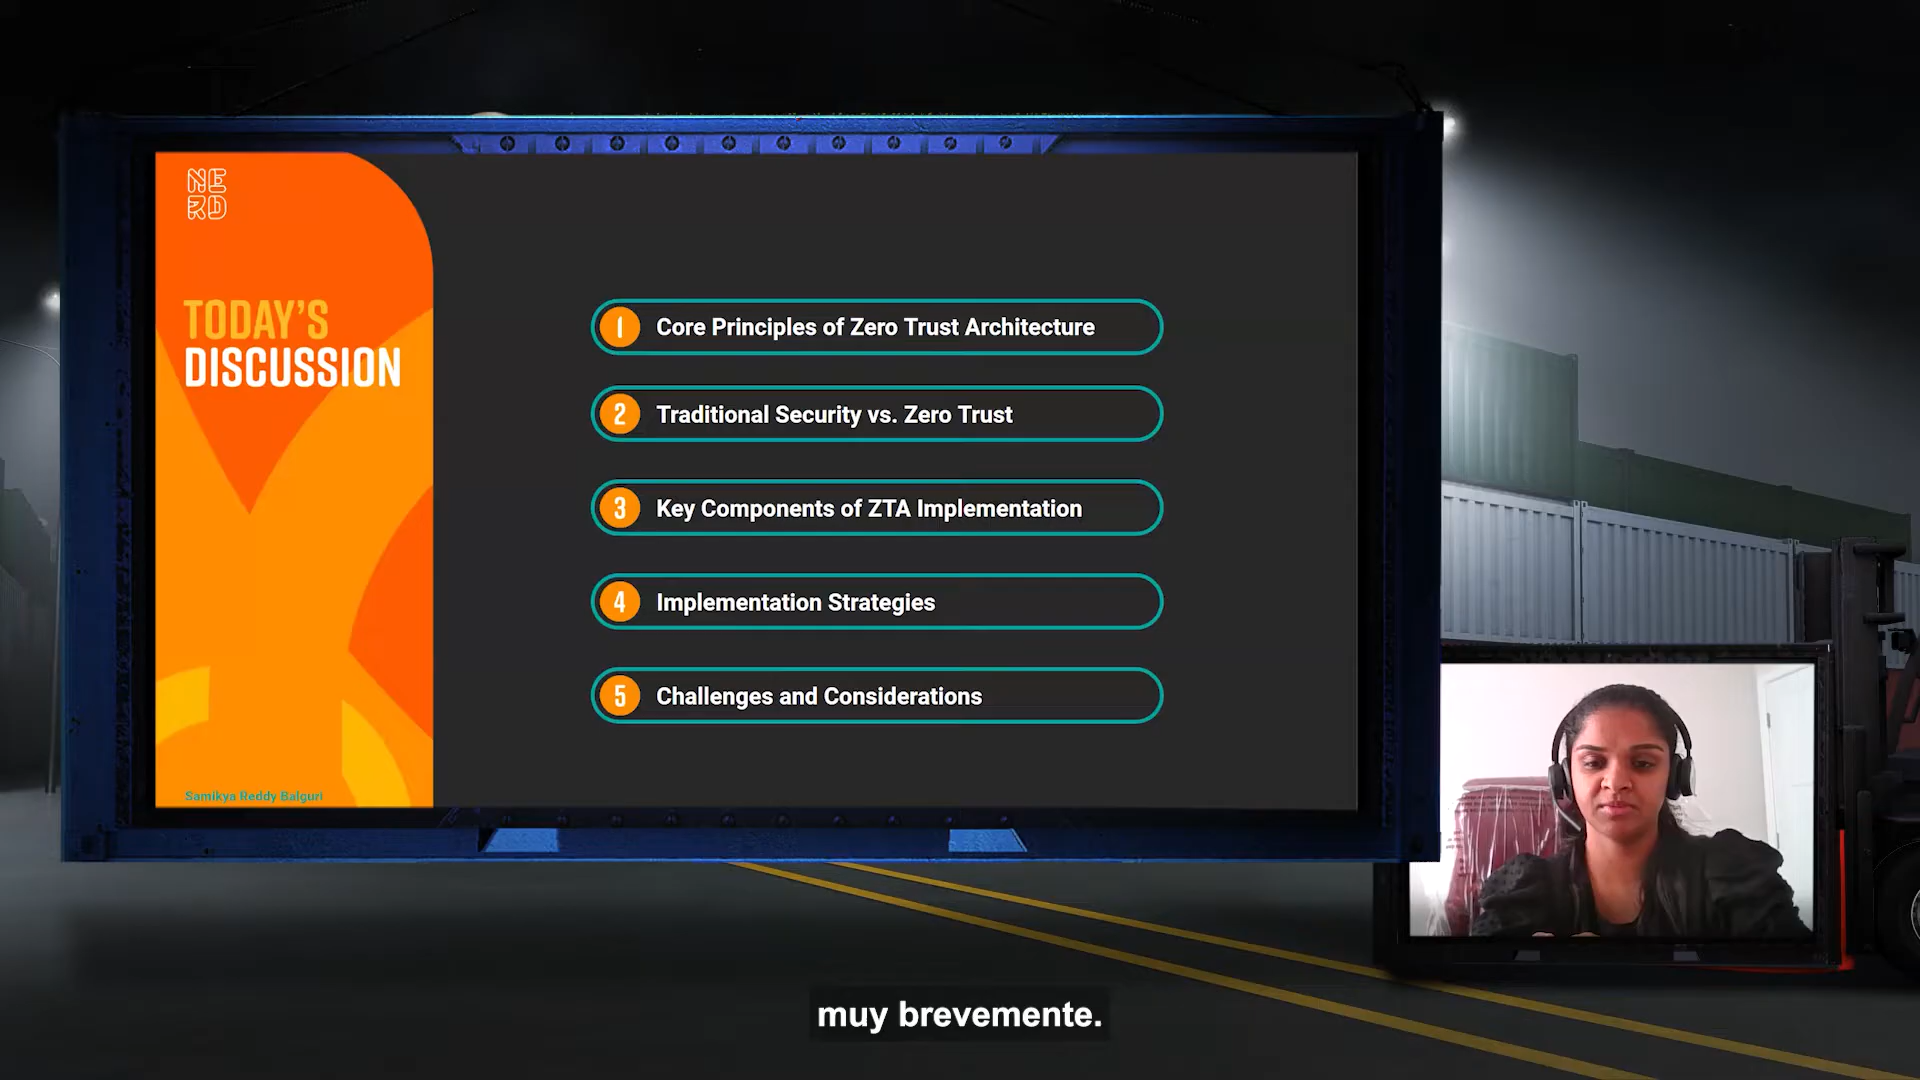 NE
RD
TODAY'S
DISCUSSION
1 Core Principles of Zero Trust Architecture
2 Traditional Security vs. Zero Trust
3 Key Components of ZTA Implementation
4 Implementation Strategies
5 Challenges and Considerations
Samikya Reddy Balguri
muy brevemente.